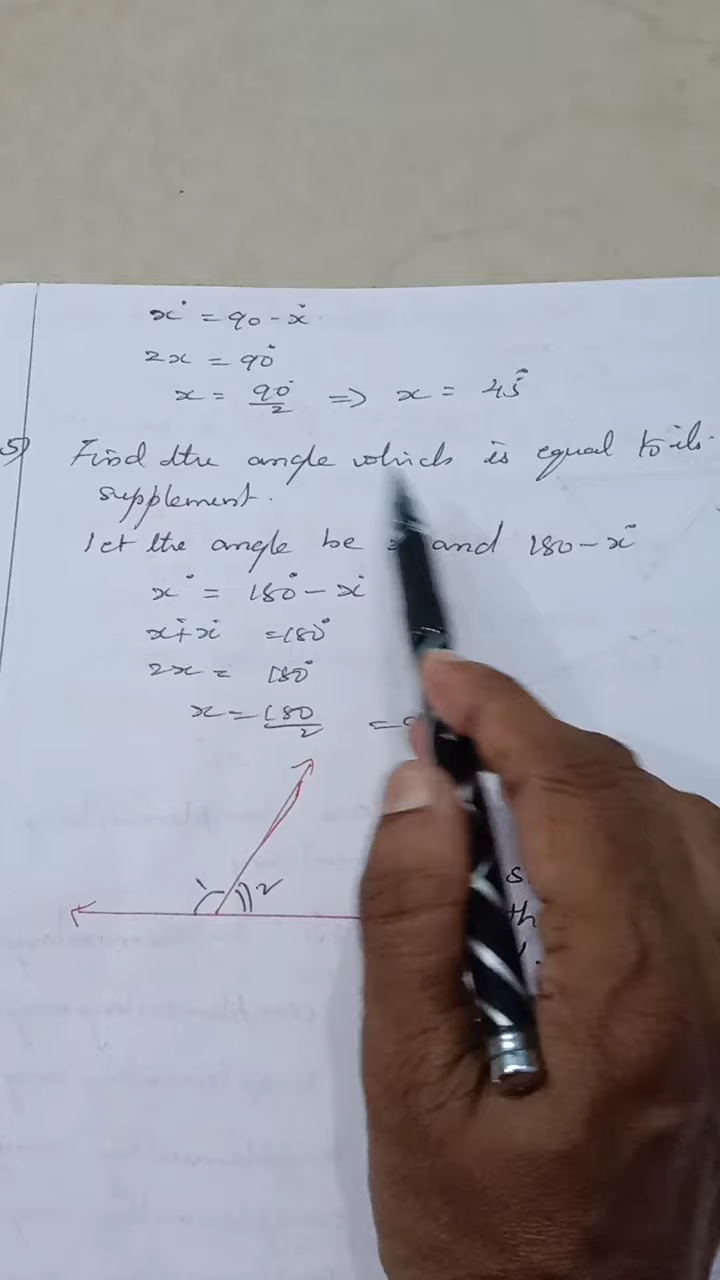 x° = 90 - x°
2x = 90°
x = 90°/2 => x = 45°
5) Find the angle which is equal to its
supplement.
let the angle be and 180 - x°
x° = 180° - x°
x° + x° = 180°
2x = 180°
x = 180/2 =
2